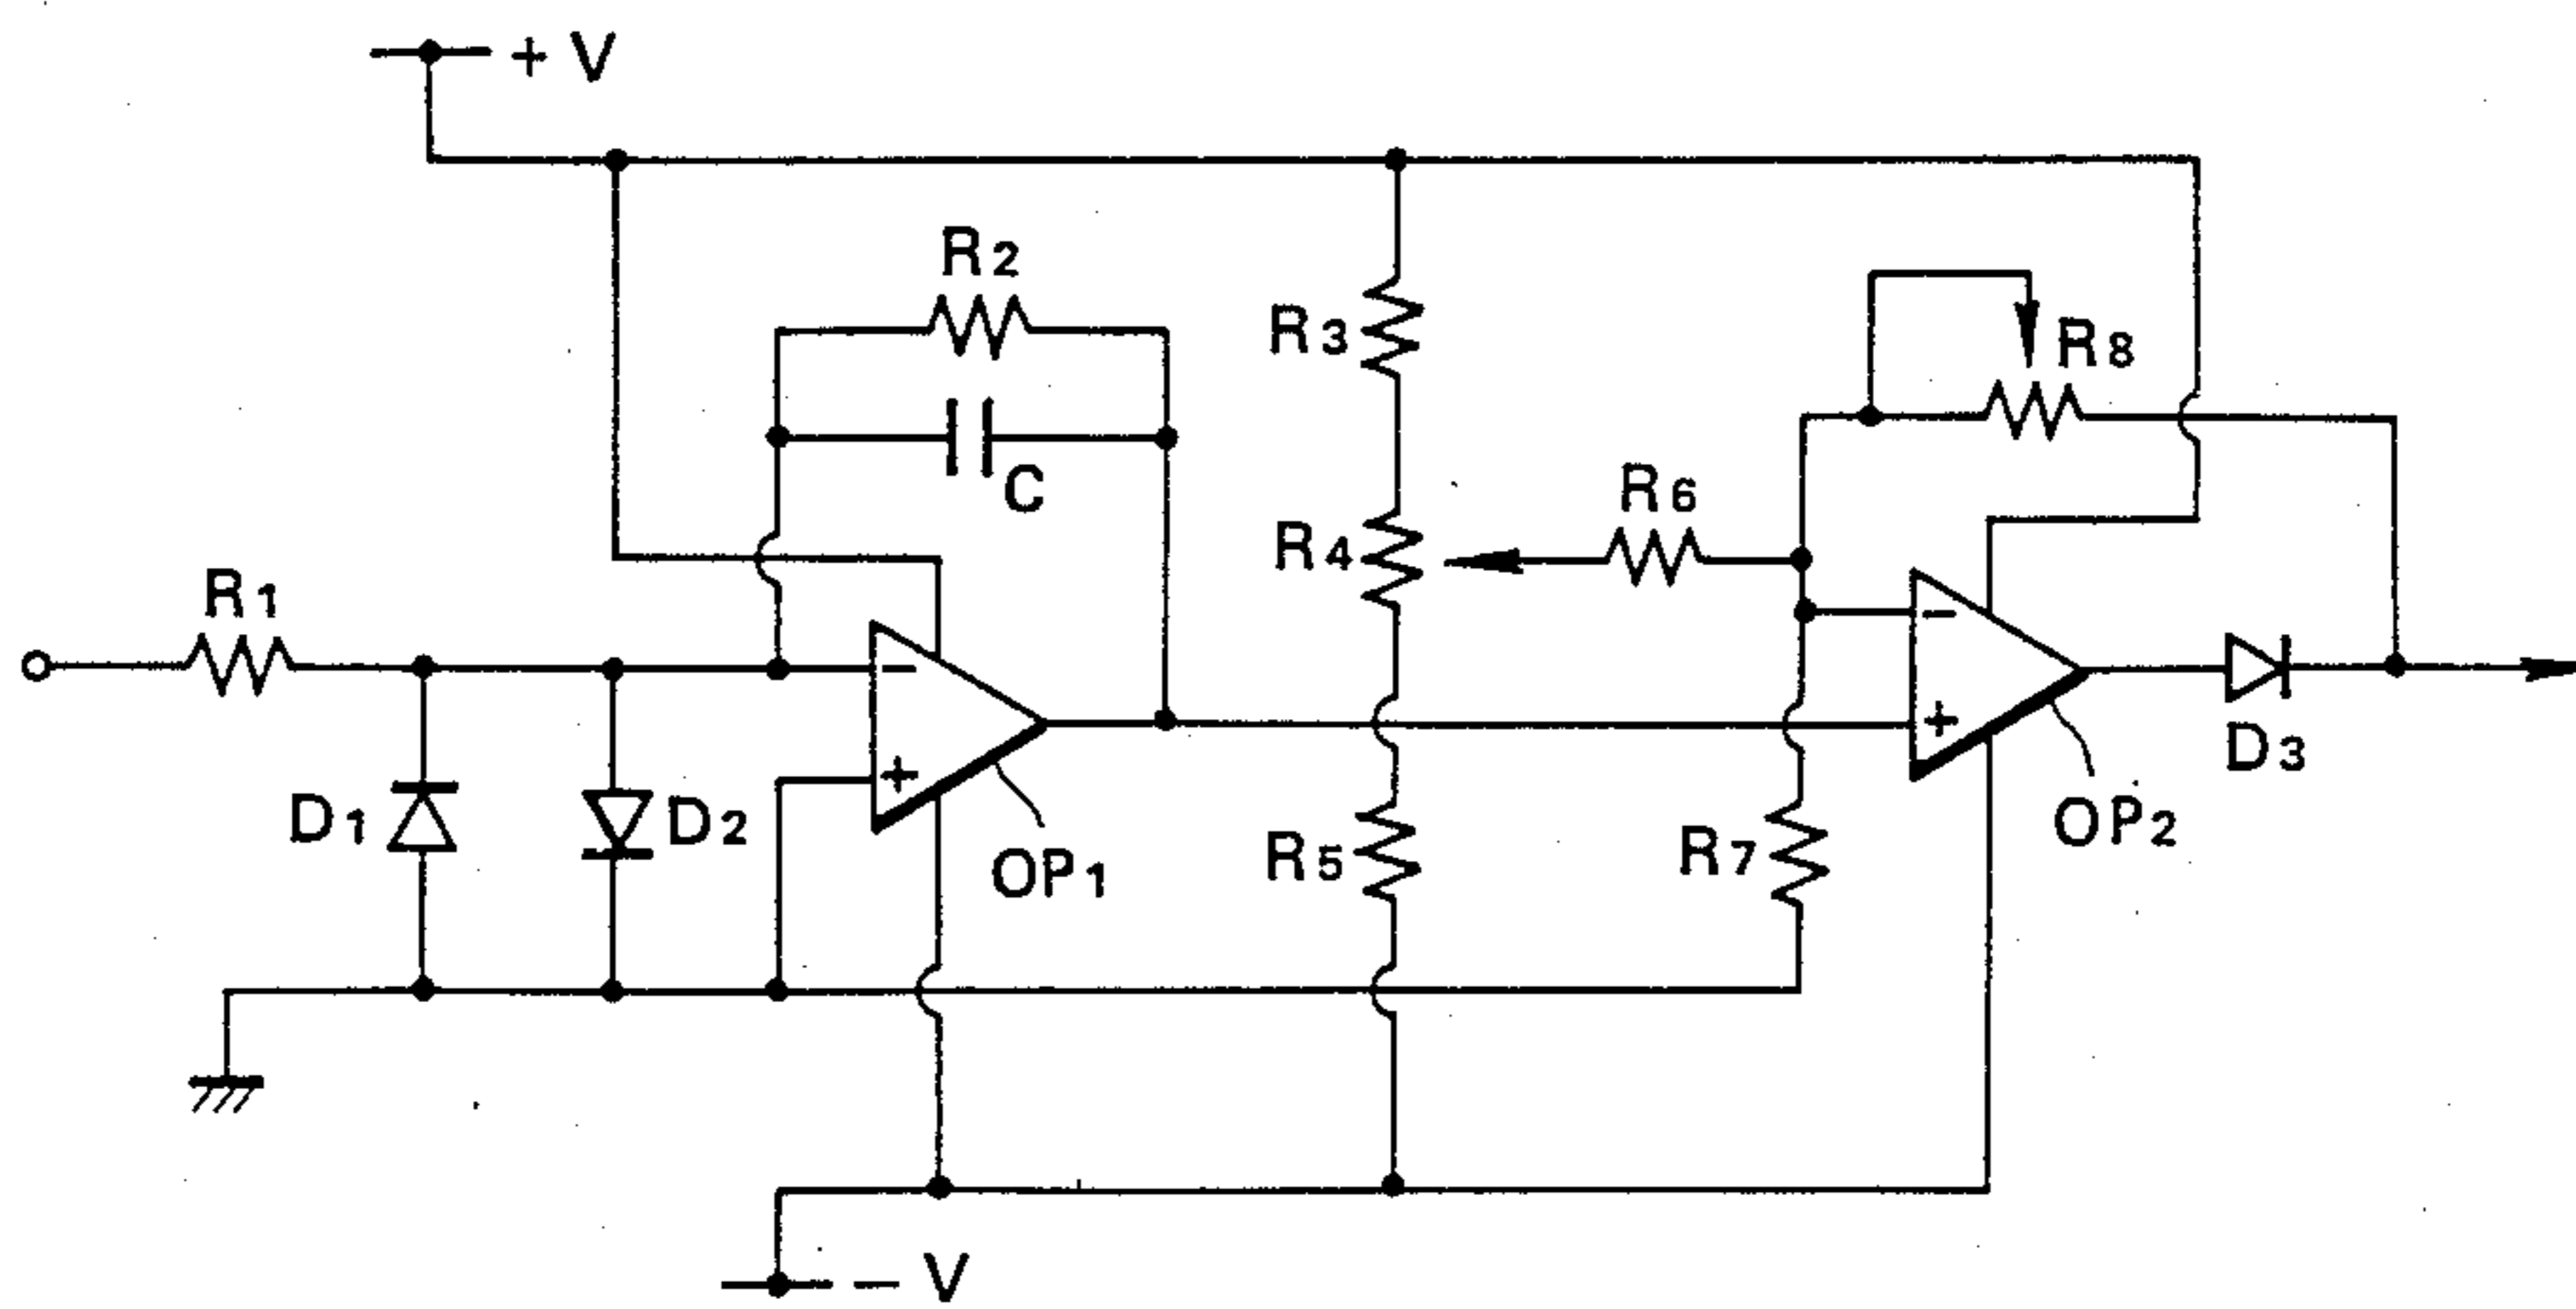 + V
R2
R3
R8
C
R6
R4
R1
−
−
+
+
D3
D1
D2
OP2
R5
R7
OP1
− V